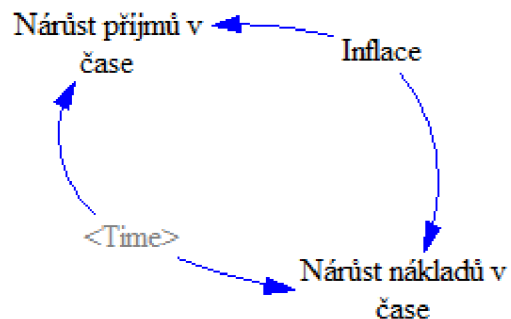 Nárůst příjmů v
čase
Inflace
<Time>
Nárůst nákladů v
čase